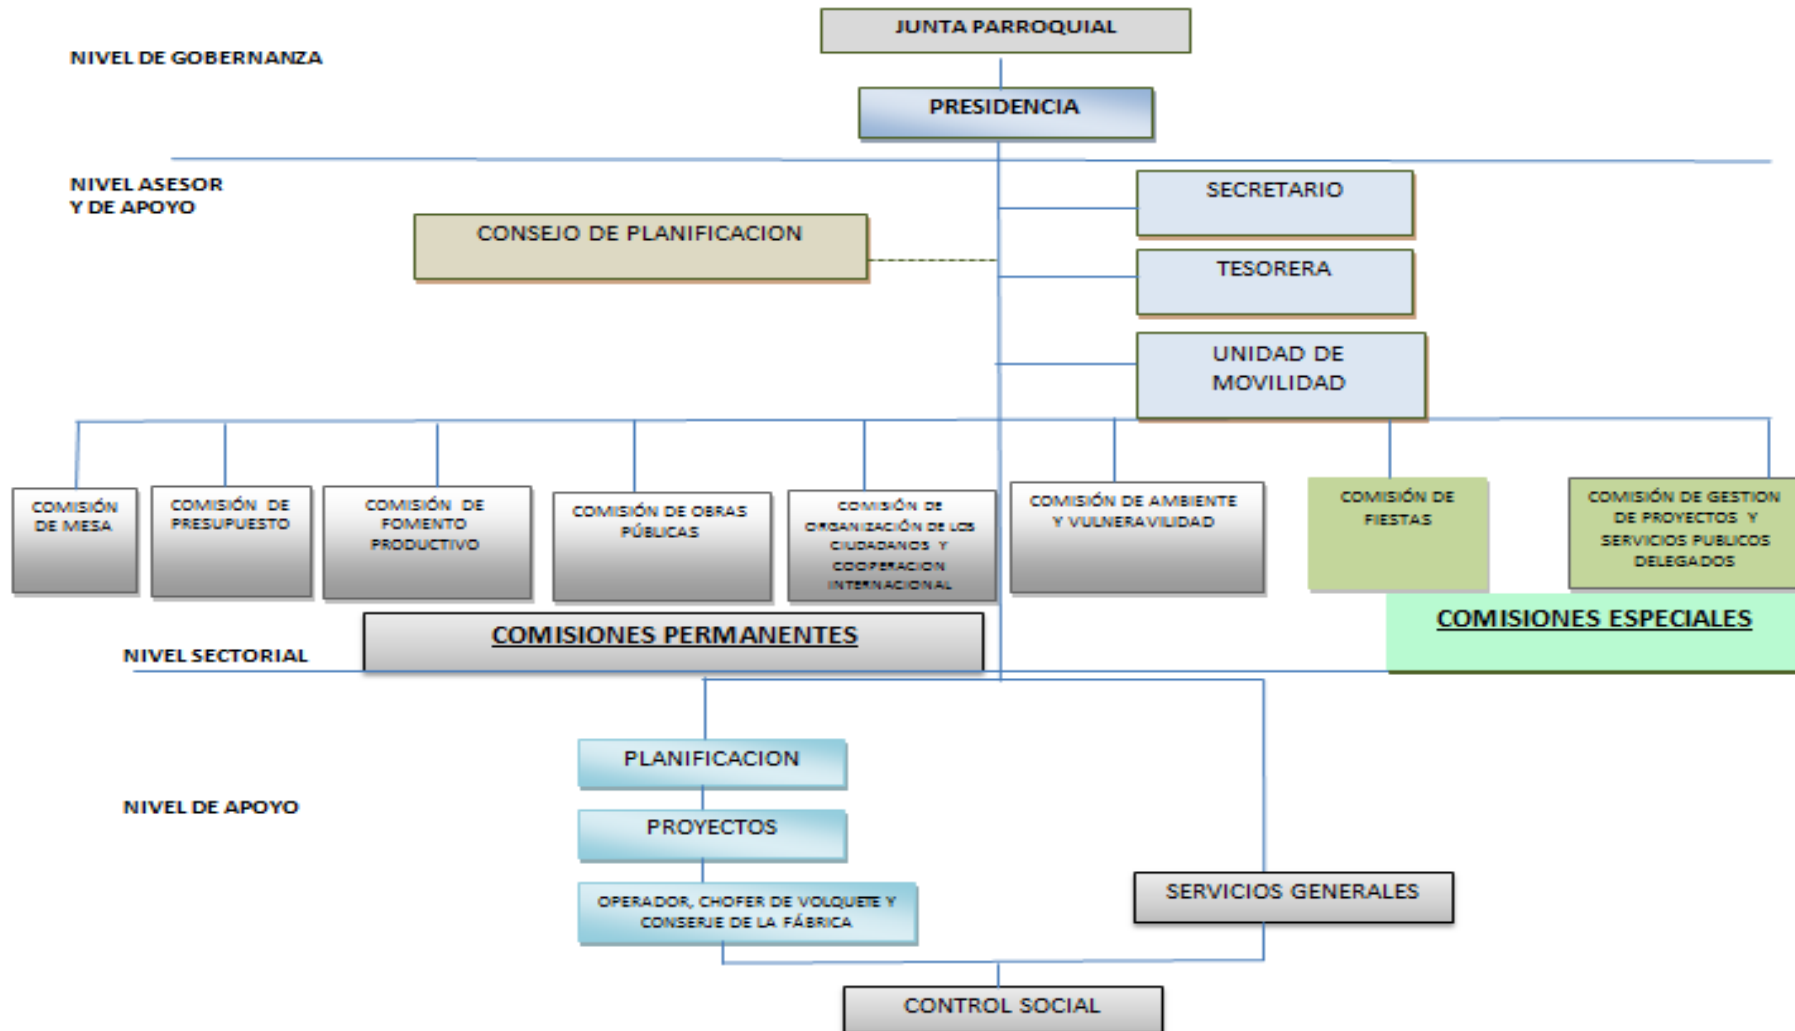 JUNTA PARROQUIAL
NIVEL DE GOBERNANZA
PRESIDENCIA
NIVEL ASESOR
Y DE APOYO
SECRETARIO
CONSEJO DE PLANIFICACION
TESORERA
UNIDAD DE
MOVILIDAD
COMISIÓN
DE MESA
COMISIÓN DE
PRESUPUESTO
COMISIÓN DE
FOMENTO
PRODUCTIVO
COMISIÓN DE OBRAS
PÚBLICAS
COMISIÓN DE
ORGANIZACIÓN DE LOS
CIUDADANOS Y
COOPERACION
INTERNACIONAL
COMISIÓN DE AMBIENTE
Y VULNERAVILIDAD
COMISIÓN DE
FIESTAS
COMISIÓN DE GESTION
DE PROYECTOS Y
SERVICIOS PUBLICOS
DELEGADOS
COMISIONES PERMANENTES
COMISIONES ESPECIALES
NIVEL SECTORIAL
PLANIFICACION
NIVEL DE APOYO
PROYECTOS
OPERADOR, CHOFER DE VOLQUETE Y
CONSERJE DE LA FÁBRICA
SERVICIOS GENERALES
CONTROL SOCIAL